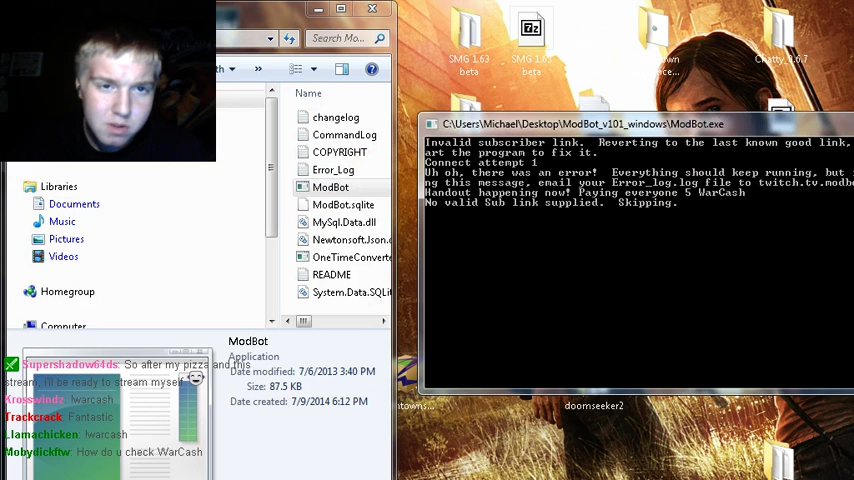 Search Mo...
th
Name
changelog
CommandLog
COPYRIGHT
Error_Log
ModBot
ModBot.sqlite
MySql.Data.dll
Newtonsoft.Json.
OneTimeConverte
README
System.Data.SQLi
Libraries
Documents
Music
Pictures
Videos
Homegroup
Computer
ModBot
Application
Date modified: 7/6/2013 3:40 PM
Size: 87.5 KB
Date created: 7/9/2014 6:12 PM
Supershadow64ds: So after my pizza and this
stream, I'll be ready to stream myself
Krosswindz: !warcash
Trackcrack: Fantastic.
Llamachicken: !warcash
Mobydickftw: How do u check WarCash
SMG 1.63
beta
SMG 1.63
beta
C:\Users\Michael\Desktop\ModBot_v101_windows\ModBot.exe
Invalid subscriber link.  Reverting to the last known good link,
art the program to fix it.
Connect attempt 1
Uh oh, there was an error!  Everything should keep running, but i
ng this message, email your Error_log.log file to twitch.tv.modbo
Handout happening now! Paying everyone 5 WarCash
No valid Sub link supplied.  Skipping.
doomseeker2